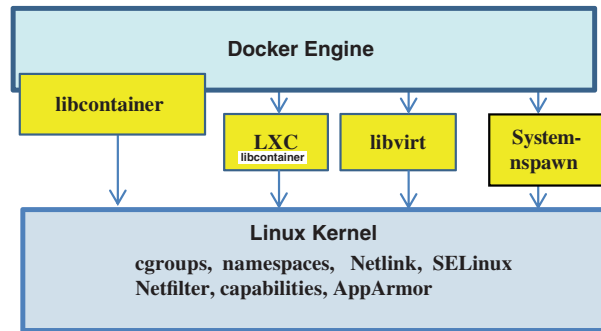 Docker Engine
libcontainer
LXC
libcontainer
libvirt
System-
nspawn
Linux Kernel
cgroups, namespaces, Netlink, SELinux
Netfilter, capabilities, AppArmor